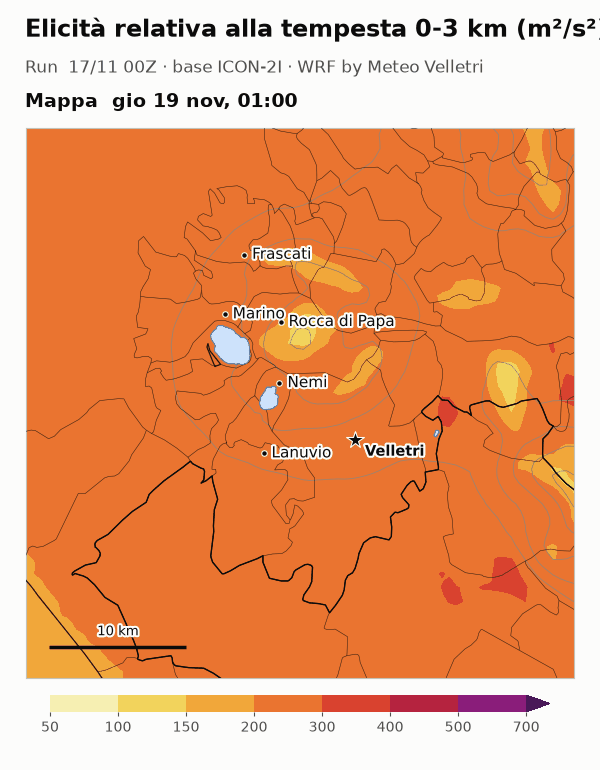 Elicità relativa alla tempesta 0-3 km (m²/s²)
Run 17/11 00Z · base ICON-2I · WRF by Meteo Velletri
Mappa gio 19 nov, 01:00
Frascati
Marino
Rocca di Papa
Nemi
Velletri
Lanuvio
10 km
50 100 150 200 300 400 500 700